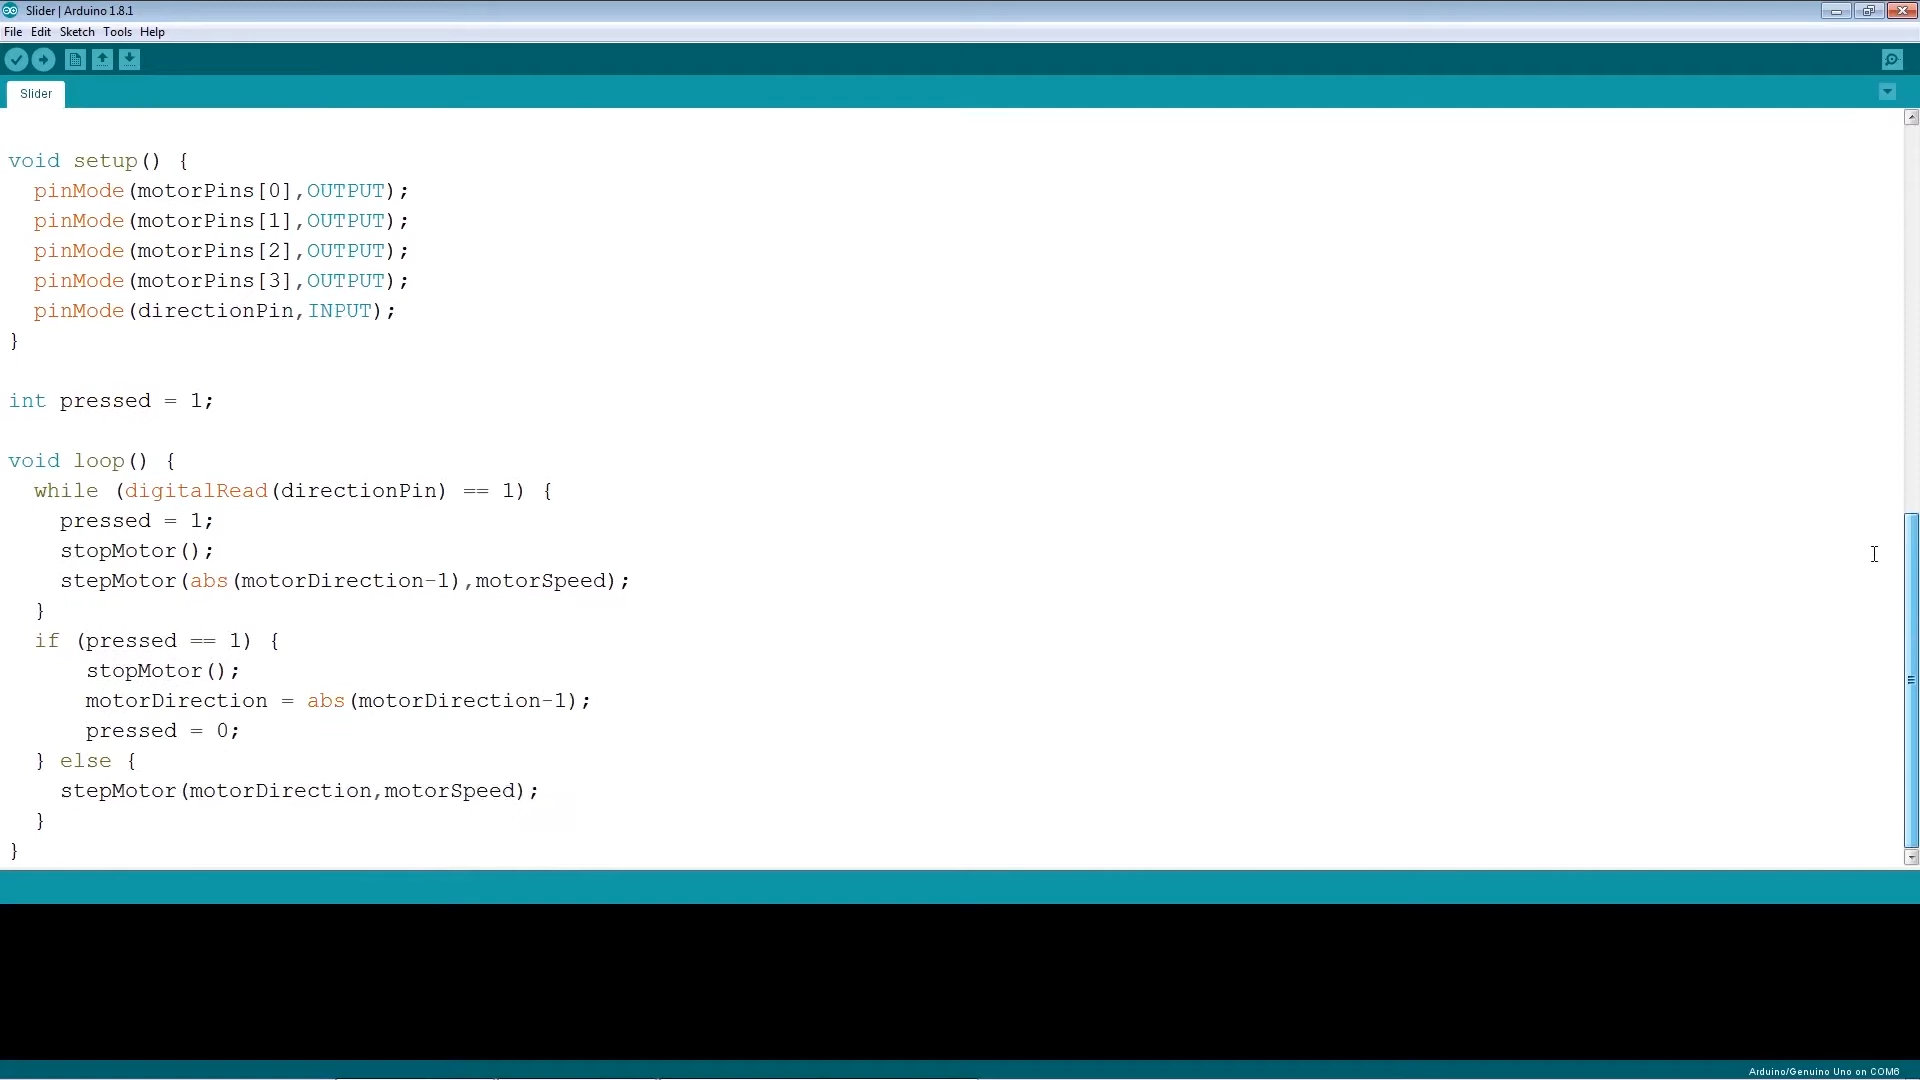 Slider | Arduino 1.8.1
File Edit Sketch Tools Help
Slider
void setup() {
  pinMode(motorPins[0],OUTPUT);
  pinMode(motorPins[1],OUTPUT);
  pinMode(motorPins[2],OUTPUT);
  pinMode(motorPins[3],OUTPUT);
  pinMode(directionPin,INPUT);
}
int pressed = 1;
void loop() {
  while (digitalRead(directionPin) == 1) {
    pressed = 1;
    stopMotor();
    stepMotor(abs(motorDirection-1),motorSpeed);
  }
  if (pressed == 1) {
      stopMotor();
      motorDirection = abs(motorDirection-1);
      pressed = 0;
  } else {
    stepMotor(motorDirection,motorSpeed);
  }
}
Arduino/Genuino Uno on COM6